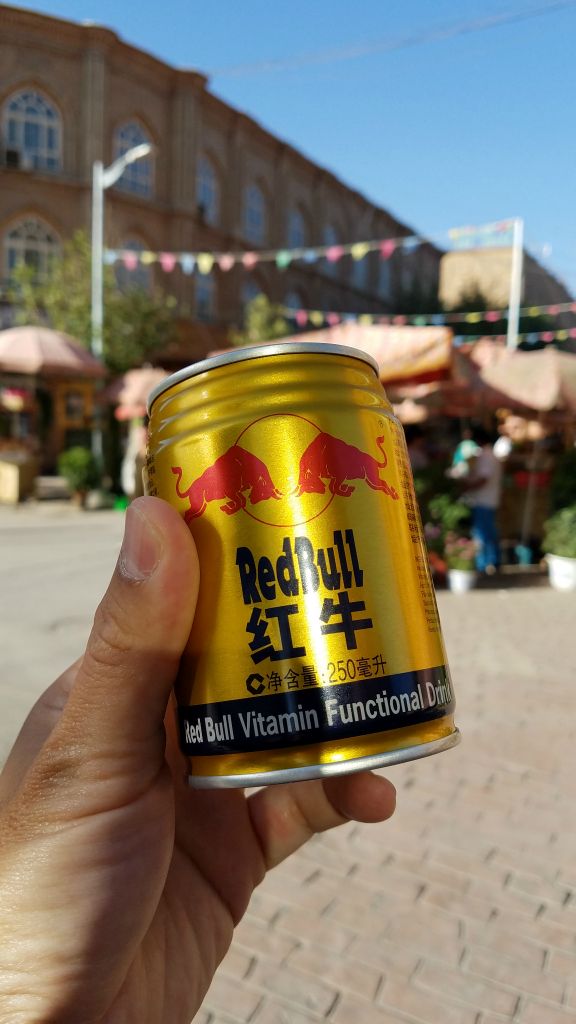 ®
RedBull
红牛
净含量:250毫升
Red Bull Vitamin Functional Drink